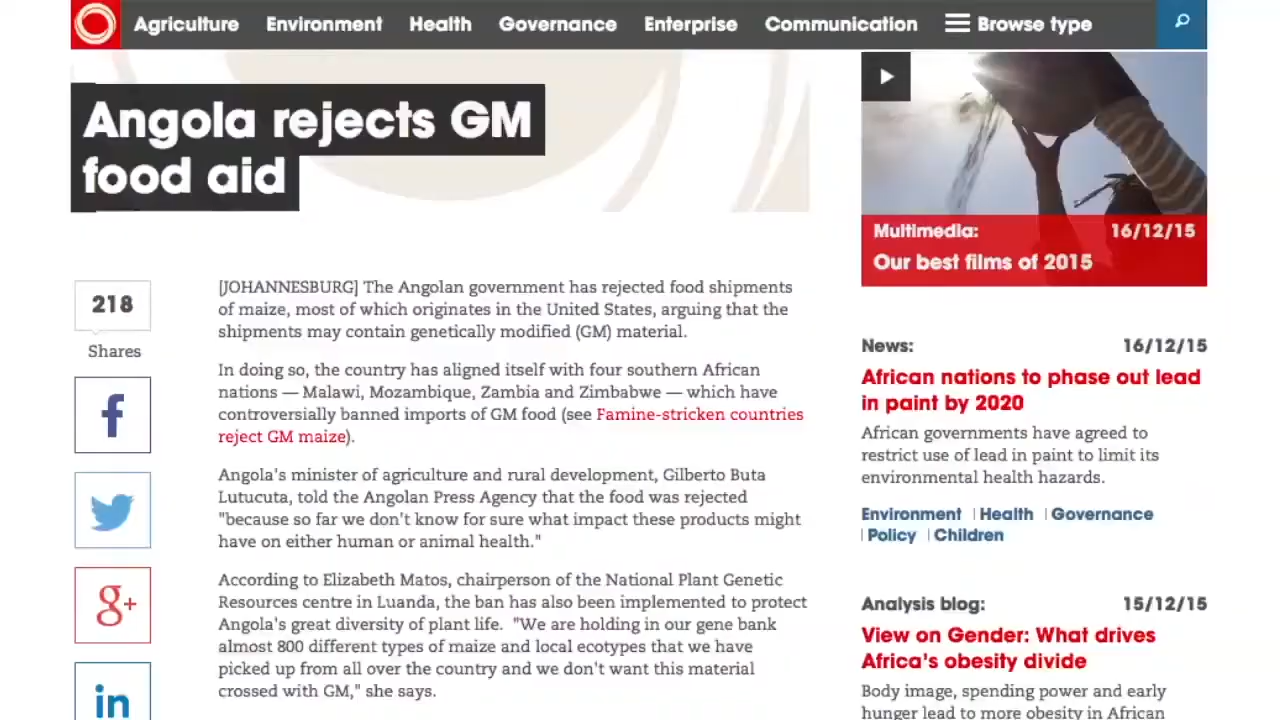 Agriculture Environment Health Governance Enterprise Communication Browse type
Angola rejects GM
food aid
218
Shares
[JOHANNESBURG] The Angolan government has rejected food shipments
of maize, most of which originates in the United States, arguing that the
shipments may contain genetically modified (GM) material.
In doing so, the country has aligned itself with four southern African
nations — Malawi, Mozambique, Zambia and Zimbabwe — which have
controversially banned imports of GM food (see Famine-stricken countries
reject GM maize).
Angola's minister of agriculture and rural development, Gilberto Buta
Lutucuta, told the Angolan Press Agency that the food was rejected
"because so far we don't know for sure what impact these products might
have on either human or animal health."
According to Elizabeth Matos, chairperson of the National Plant Genetic
Resources centre in Luanda, the ban has also been implemented to protect
Angola's great diversity of plant life. "We are holding in our gene bank
almost 800 different types of maize and local ecotypes that we have
picked up from all over the country and we don't want this material
crossed with GM," she says.
f
g+
in
Multimedia: 16/12/15
Our best films of 2015
News: 16/12/15
African nations to phase out lead
in paint by 2020
African governments have agreed to
restrict use of lead in paint to limit its
environmental health hazards.
Environment | Health | Governance
| Policy | Children
Analysis blog: 15/12/15
View on Gender: What drives
Africa's obesity divide
Body image, spending power and early
hunger lead to more obesity in African